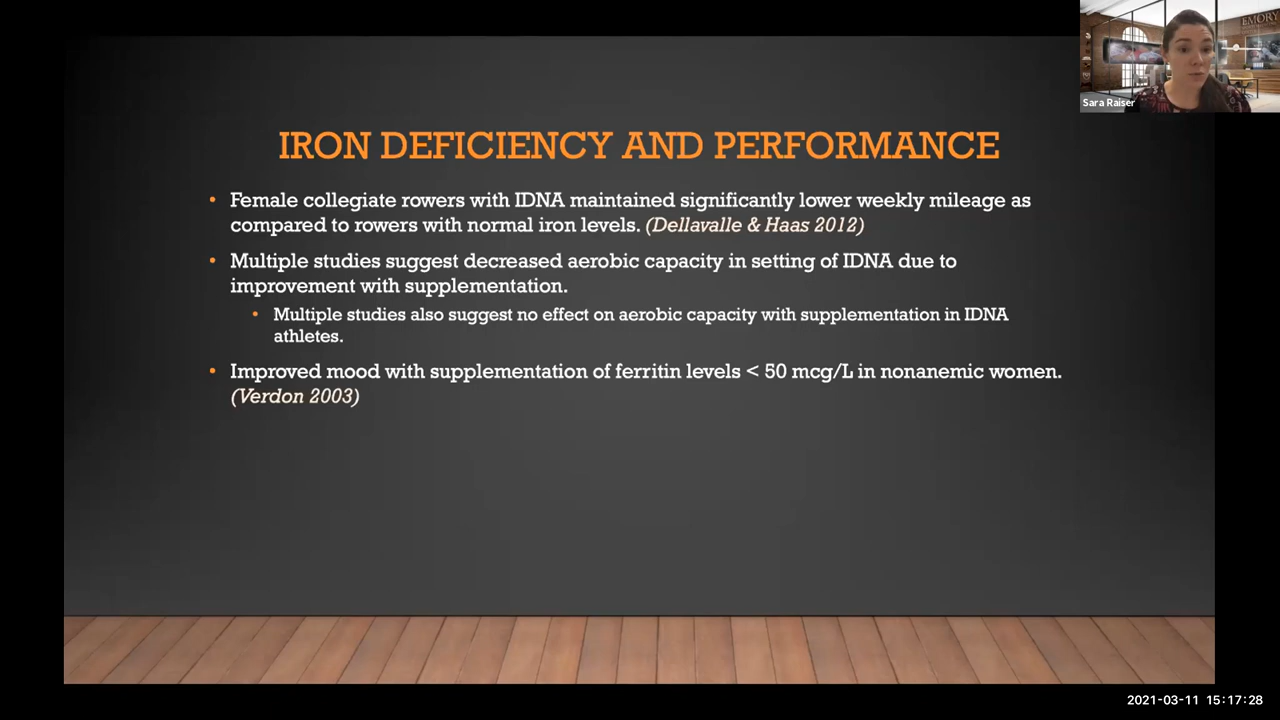 EMORY
Sara Raiser
IRON DEFICIENCY AND PERFORMANCE
• Female collegiate rowers with IDNA maintained significantly lower weekly mileage as
compared to rowers with normal iron levels. (Dellavalle & Haas 2012)
• Multiple studies suggest decreased aerobic capacity in setting of IDNA due to
improvement with supplementation.
• Multiple studies also suggest no effect on aerobic capacity with supplementation in IDNA
athletes.
• Improved mood with supplementation of ferritin levels < 50 mcg/L in nonanemic women.
(Verdon 2003)
2021-03-11 15:17:28